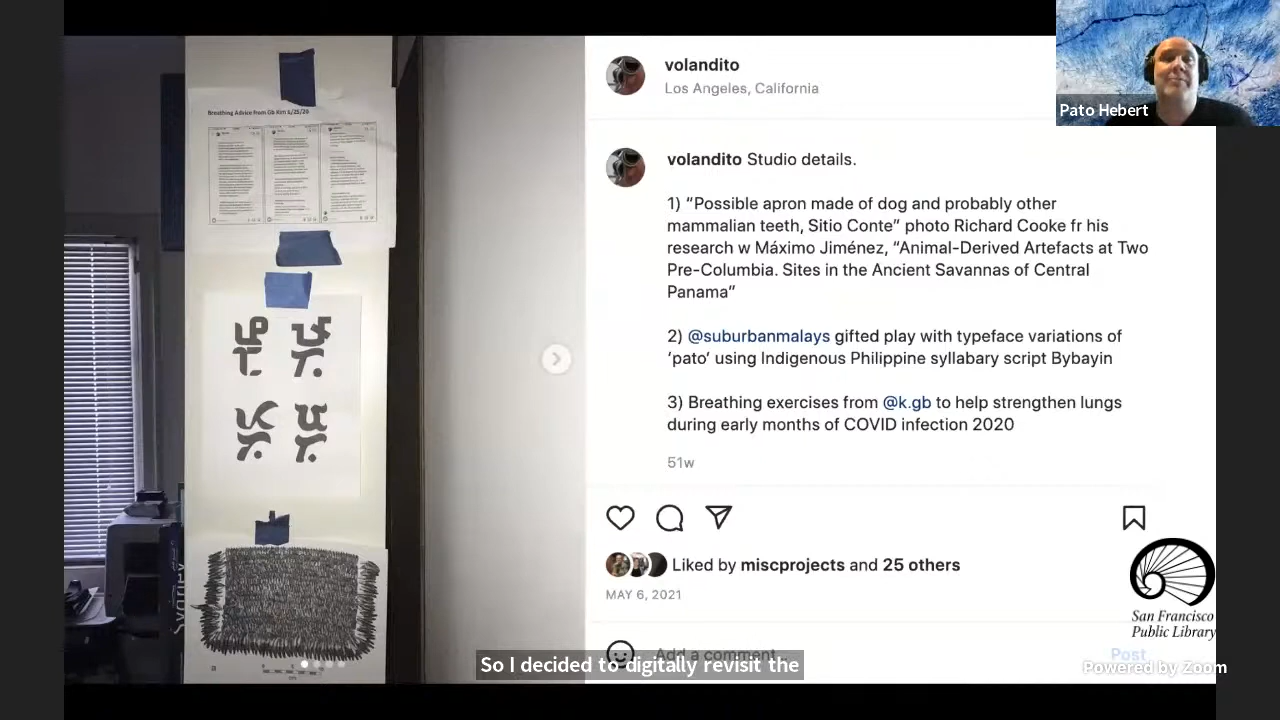 Pato Hebert
Breathing Advice from Gb Kim 5/25/20
volandito
Los Angeles, California
volandito Studio details.
1) “Possible apron made of dog and probably other
mammalian teeth, Sitio Conte” photo Richard Cooke fr his
research w Máximo Jiménez, “Animal-Derived Artefacts at Two
Pre-Columbia. Sites in the Ancient Savannas of Central
Panama”
2) @suburbanmalays gifted play with typeface variations of
‘pato’ using Indigenous Philippine syllabary script Bybayin
3) Breathing exercises from @k.gb to help strengthen lungs
during early months of COVID infection 2020
51w
Liked by miscprojects and 25 others
MAY 6, 2021
San Francisco
Public Library
Add a comment...
Post
So I decided to digitally revisit the
Powered by Zoom